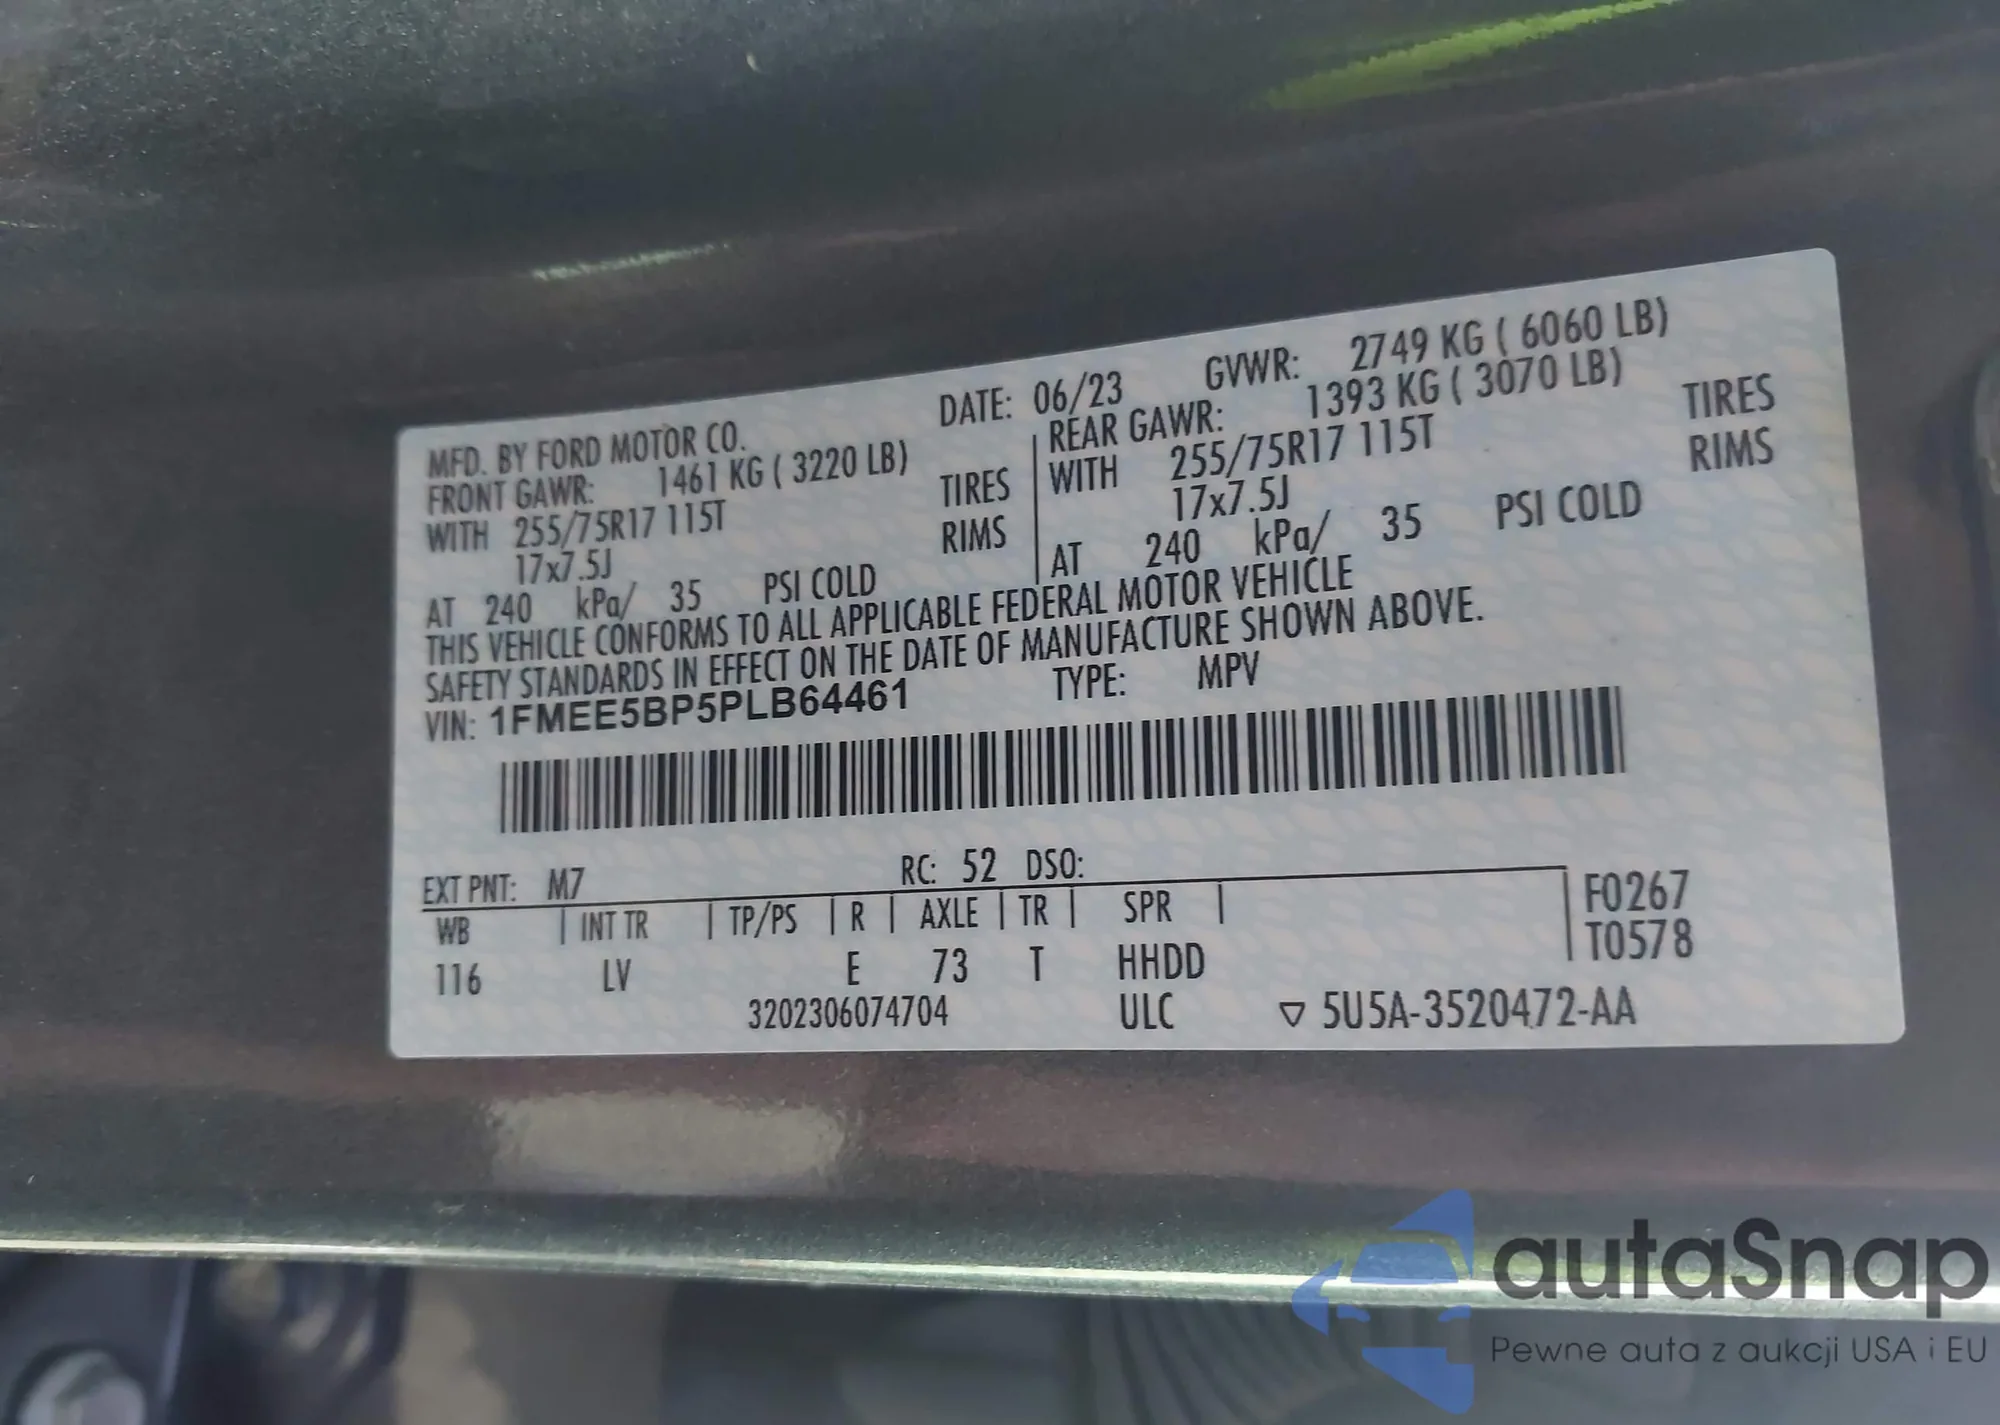 MFD. BY FORD MOTOR CO. DATE: 06/23 GVWR: 2749 KG ( 6060 LB)
FRONT GAWR: 1461 KG ( 3220 LB) REAR GAWR: 1393 KG ( 3070 LB)
WITH 255/75R17 115T TIRES WITH 255/75R17 115T TIRES
17x7.5J RIMS 17x7.5J RIMS
AT 240 kPa/ 35 PSI COLD AT 240 kPa/ 35 PSI COLD
THIS VEHICLE CONFORMS TO ALL APPLICABLE FEDERAL MOTOR VEHICLE
SAFETY STANDARDS IN EFFECT ON THE DATE OF MANUFACTURE SHOWN ABOVE.
VIN: 1FMEE5BP5PLB64461 TYPE: MPV
EXT PNT: M7 RC: 52 DSO:
WB | INT TR | TP/PS | R | AXLE | TR | SPR | F0267
T0578
116 LV E 73 T HHDD
3202306074704 ULC ▽ 5U5A-3520472-AA
autaSnap
Pewne auta z aukcji USA i EU